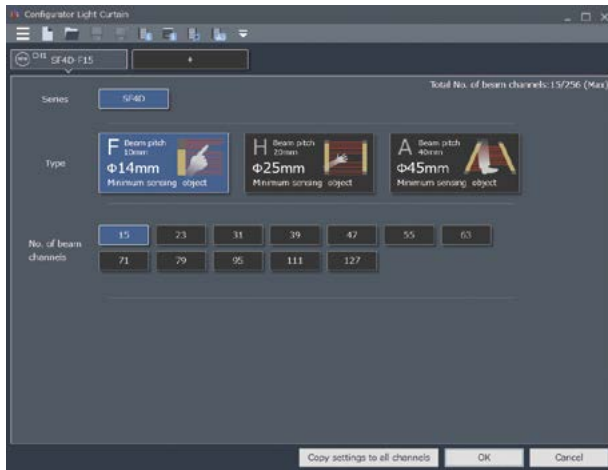 Configurator Light Curtain
CH1 SF4D-F15
+
Total No. of beam channels:15/256 (Max)
Series
SF4D
Type
F Beam pitch 10mm
Φ14mm
Minimum sensing object
H Beam pitch 20mm
Φ25mm
Minimum sensing object
A Beam pitch 40mm
Φ45mm
Minimum sensing object
No. of beam channels
15 23 31 39 47 55 63
71 79 95 111 127
Copy settings to all channels OK Cancel